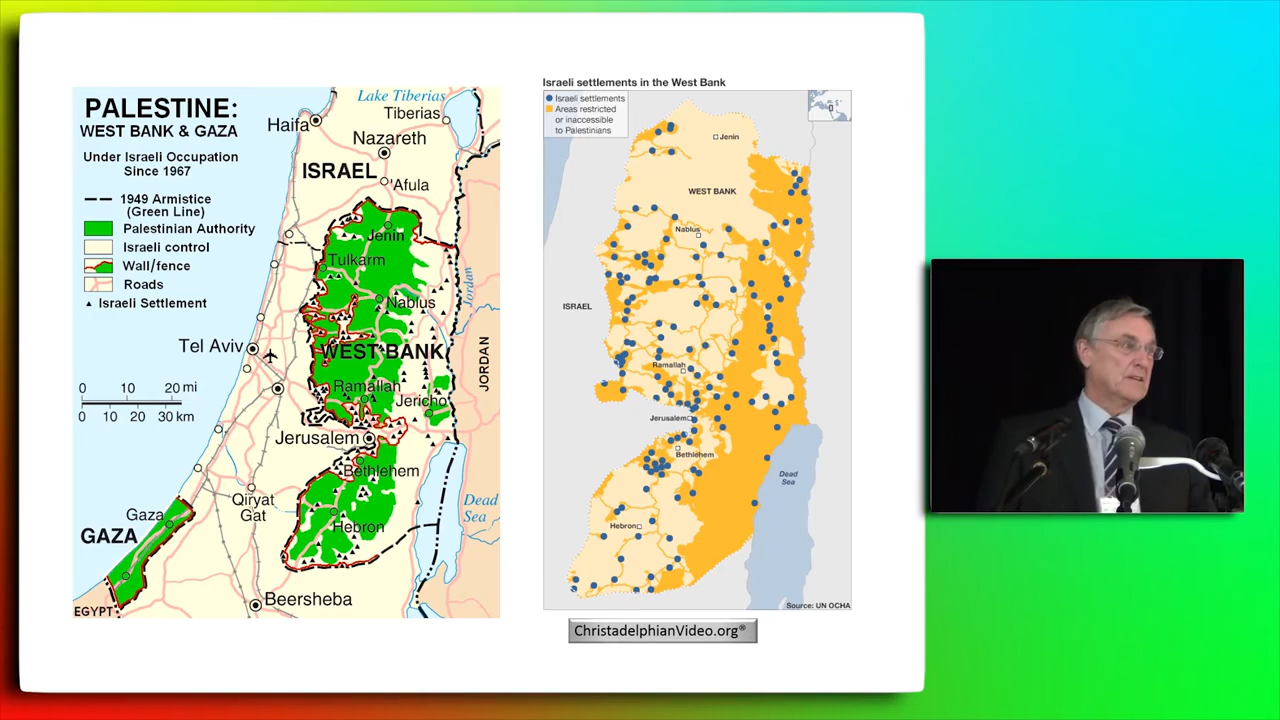 PALESTINE:
WEST BANK & GAZA
Under Israeli Occupation
Since 1967
1949 Armistice
(Green Line)
Palestinian Authority
Israeli control
Wall/fence
Roads
Israeli Settlement
Lake Tiberias
Tiberias
Haifa
Nazareth
ISRAEL
'Afula
Jenin
Tulkarm
Nablus
Jordan
Tel Aviv
WEST BANK
JORDAN
0 10 20 mi
0 10 20 30 km
Ramallah
Jericho
Jerusalem
Bethlehem
Qiryat
Gat
Dead
Sea
Gaza
GAZA
Hebron
Beersheba
EGYPT
Israeli settlements in the West Bank
Israeli settlements
Areas restricted
or inaccessible
to Palestinians
Jenin
WEST BANK
Nablus
ISRAEL
Ramallah
Jerusalem
Bethlehem
Dead
Sea
Hebron
Source: UN OCHA
ChristadelphianVideo.org®